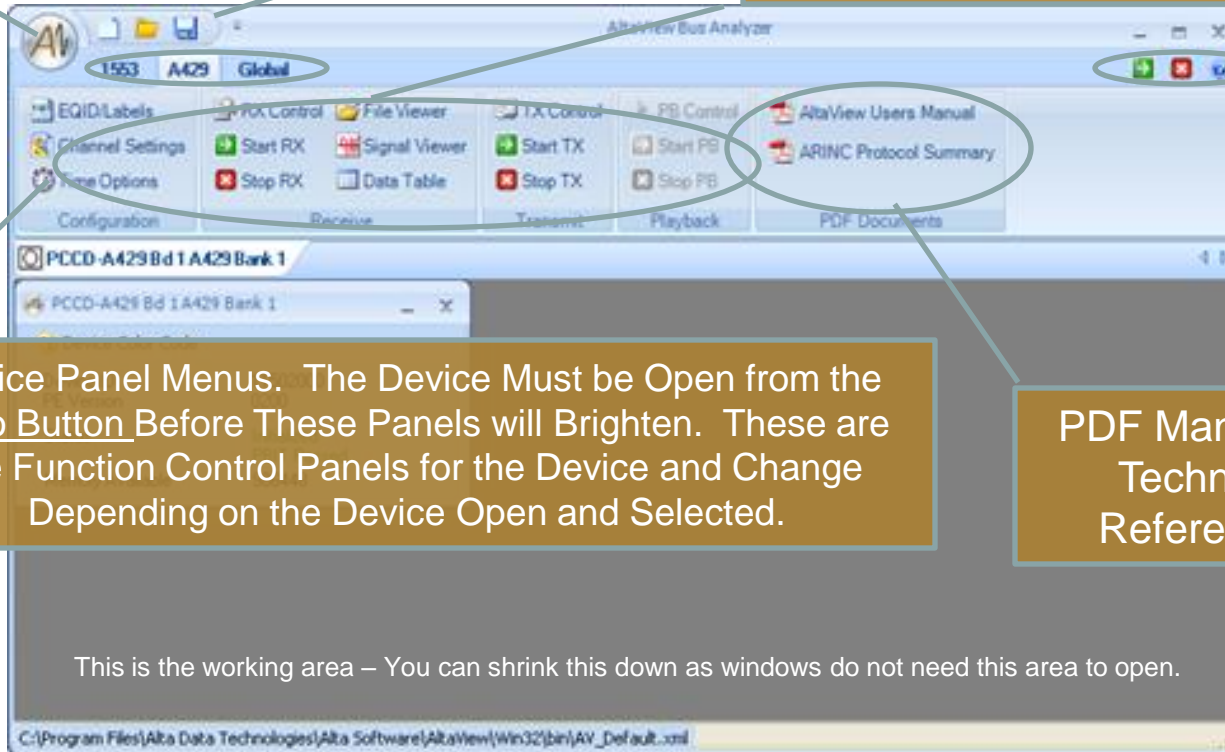 AltaView Bus Analyzer
1553 A429 Global
EQID/Labels
Channel Settings
Time Options
Configuration
RX Control File Viewer
Start RX Signal Viewer
Stop RX Data Table
Receive
TX Control
Start TX
Stop TX
Transmit
PB Control
Start PB
Stop PB
Playback
AltaView Users Manual
ARINC Protocol Summary
PDF Documents
PCCD-A429 Bd 1 A429 Bank 1
PCCD-A429 Bd 1 A429 Bank 1
Device Color Code
PE Version 0200
ice Panel Menus. The Device Must be Open from the
Button Before These Panels will Brighten. These are
Function Control Panels for the Device and Change
Depending on the Device Open and Selected.
PDF Man
Techn
Refere
This is the working area – You can shrink this down as windows do not need this area to open.
C:\Program Files\Alta Data Technologies\Alta Software\AltaView\Win32\bin\AV_Default..xml